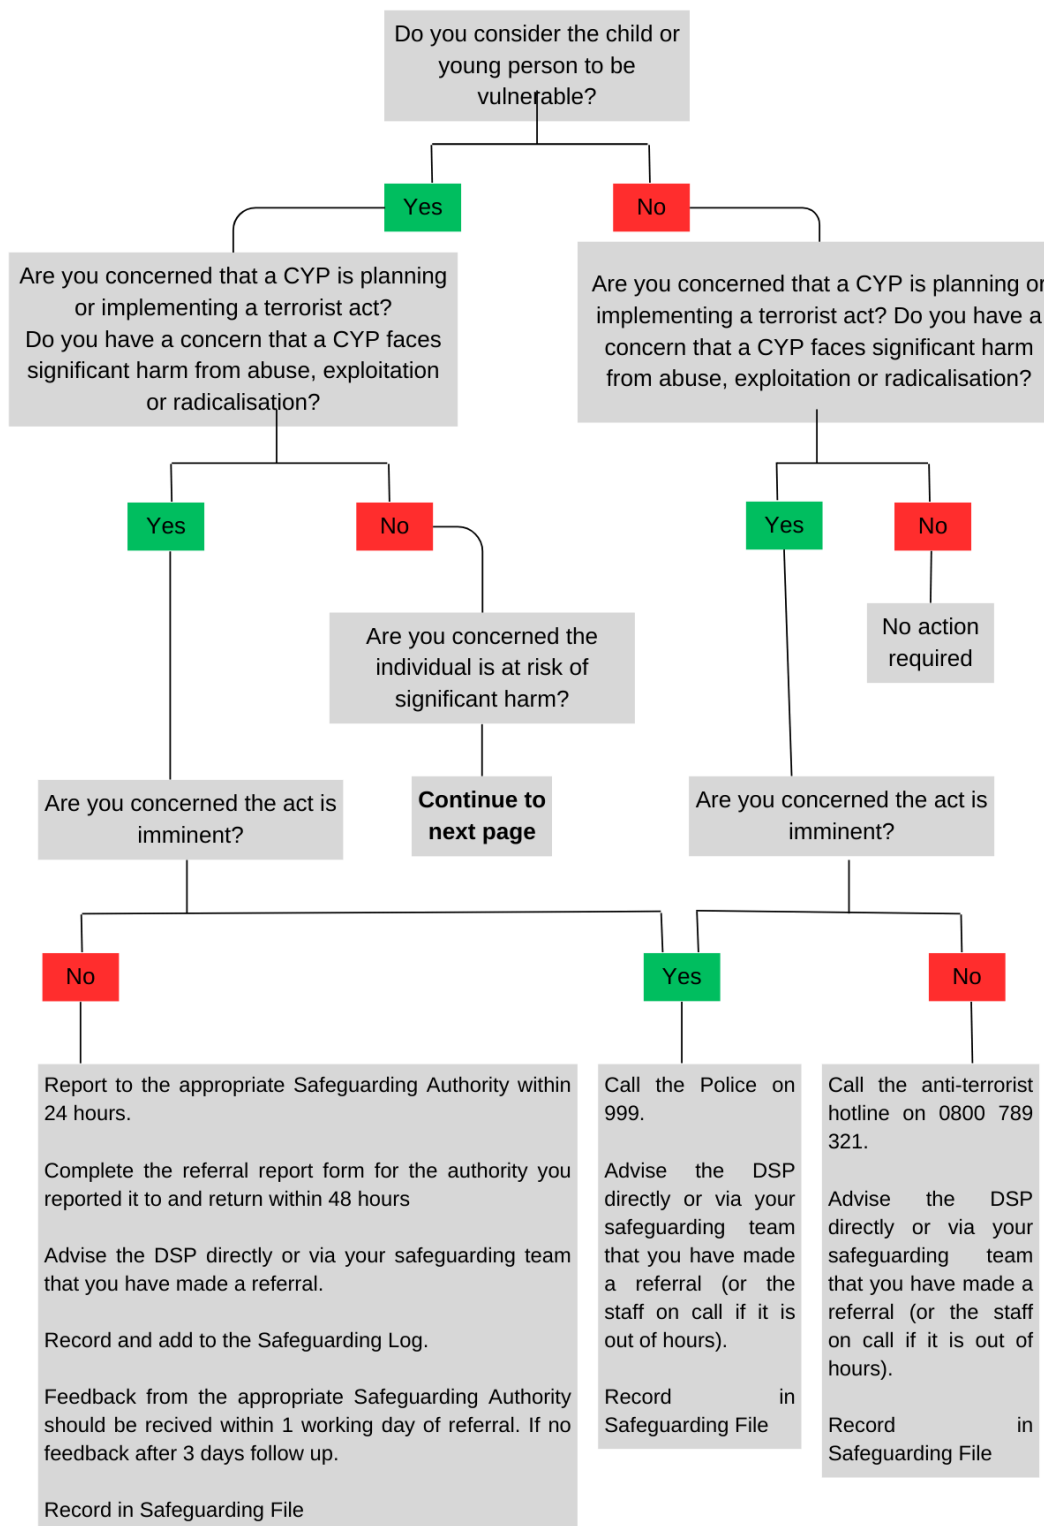 Do you consider the child or
young person to be
vulnerable?
Yes
No
Are you concerned that a CYP is planning
or implementing a terrorist act?
Do you have a concern that a CYP faces
significant harm from abuse, exploitation
or radicalisation?
Are you concerned that a CYP is planning or
implementing a terrorist act? Do you have a
concern that a CYP faces significant harm
from abuse, exploitation or radicalisation?
Yes
No
Yes
No
Are you concerned the
individual is at risk of
significant harm?
No action
required
Are you concerned the act is
imminent?
Continue to
next page
Are you concerned the act is
imminent?
No
Yes
No
Report to the appropriate Safeguarding Authority within
24 hours.
Complete the referral report form for the authority you
reported it to and return within 48 hours
Advise the DSP directly or via your safeguarding team
that you have made a referral.
Record and add to the Safeguarding Log.
Feedback from the appropriate Safeguarding Authority
should be recived within 1 working day of referral. If no
feedback after 3 days follow up.
Record in Safeguarding File
Call the Police on
999.
Advise the DSP
directly or via your
safeguarding team
that you have made
a referral (or the
staff on call if it is
out of hours).
Record in
Safeguarding File
Call the anti-terrorist
hotline on 0800 789
321.
Advise the DSP
directly or via your
safeguarding team
that you have made a
referral (or the staff
on call if it is out of
hours).
Record in
Safeguarding File